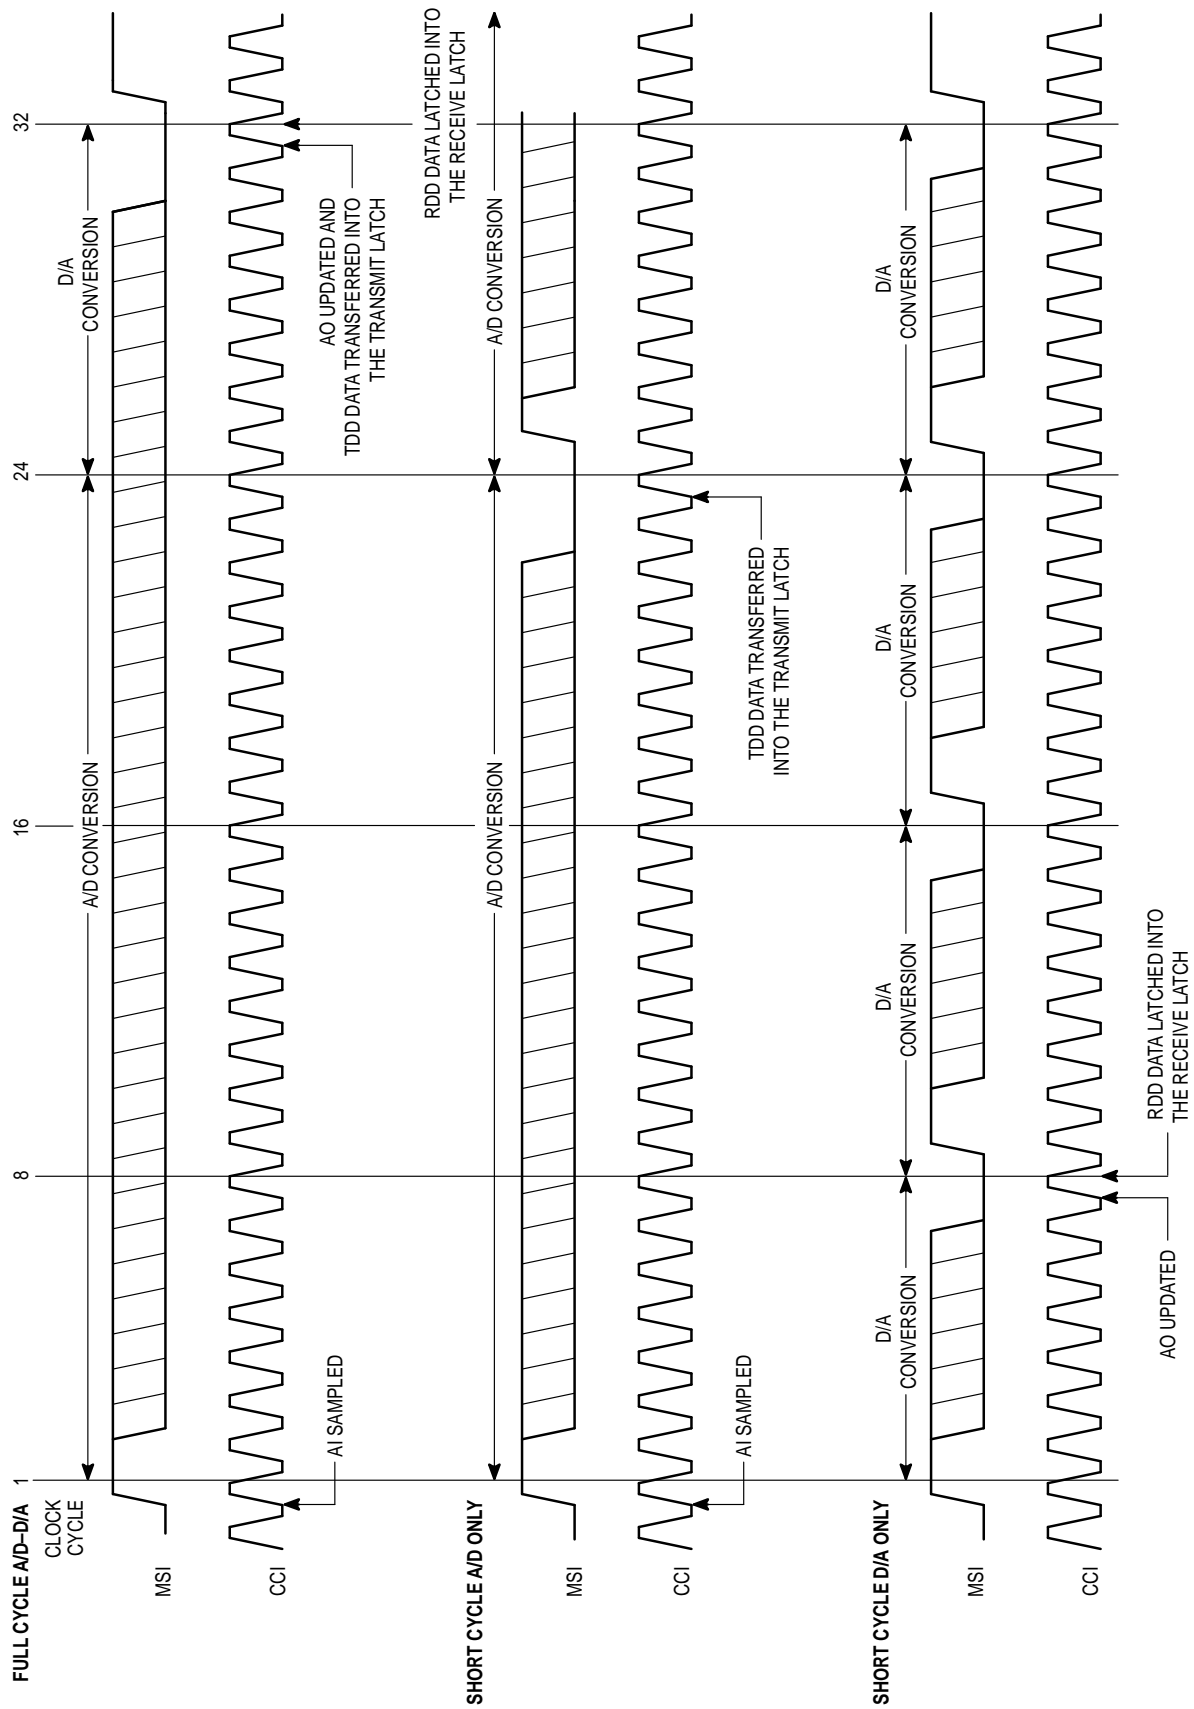 FULL CYCLE A/D–D/A
CLOCK
CYCLE
1
8
16
24
32
A/D CONVERSION
D/A
CONVERSION
MSI
CCI
AI SAMPLED
AO UPDATED AND
TDD DATA TRANSFERRED INTO
THE TRANSMIT LATCH
RDD DATA LATCHED INTO
THE RECEIVE LATCH
SHORT CYCLE A/D ONLY
A/D CONVERSION
A/D CONVERSION
MSI
CCI
AI SAMPLED
TDD DATA TRANSFERRED
INTO THE TRANSMIT LATCH
SHORT CYCLE D/A ONLY
D/A
CONVERSION
D/A
CONVERSION
D/A
CONVERSION
D/A
CONVERSION
MSI
CCI
AO UPDATED
RDD DATA LATCHED INTO
THE RECEIVE LATCH